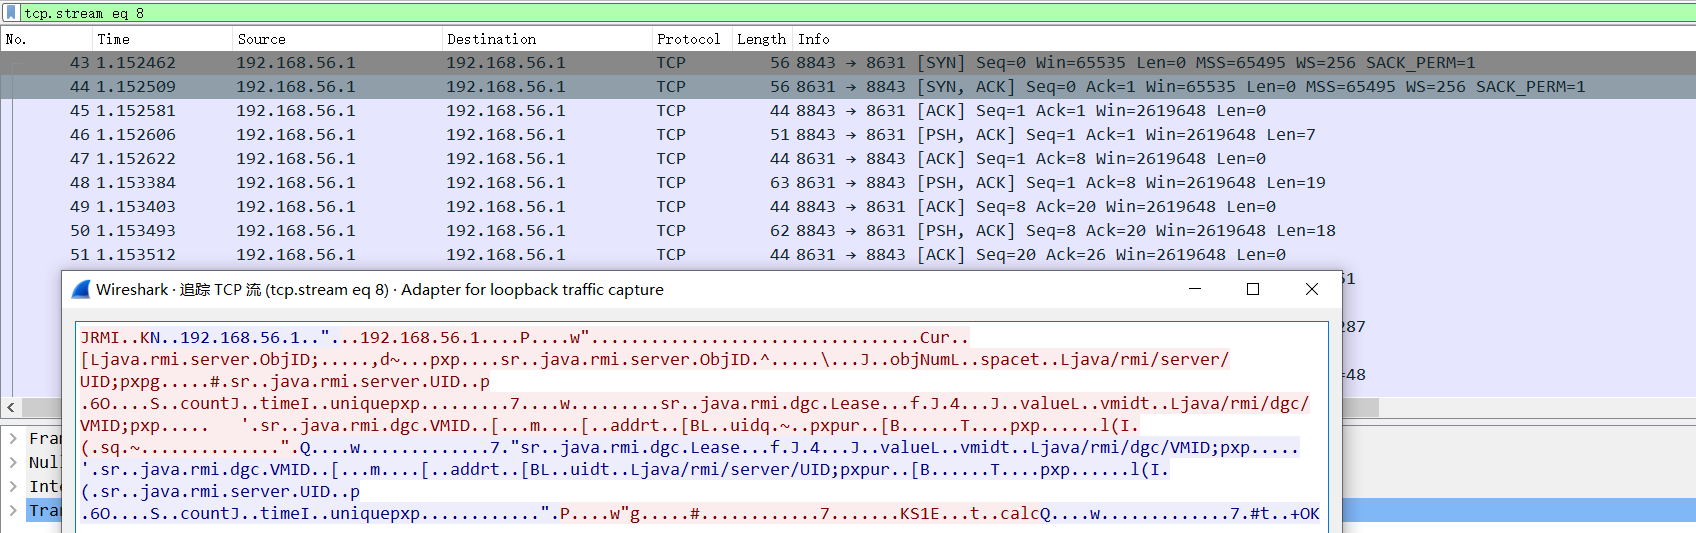 tcp.stream eq 8
No. Time Source Destination Protocol Length Info
43 1.152462 192.168.56.1 192.168.56.1 TCP 56 8843 → 8631 [SYN] Seq=0 Win=65535 Len=0 MSS=65495 WS=256 SACK_PERM=1
44 1.152509 192.168.56.1 192.168.56.1 TCP 56 8631 → 8843 [SYN, ACK] Seq=0 Ack=1 Win=65535 Len=0 MSS=65495 WS=256 SACK_PERM=1
45 1.152581 192.168.56.1 192.168.56.1 TCP 44 8843 → 8631 [ACK] Seq=1 Ack=1 Win=2619648 Len=0
46 1.152606 192.168.56.1 192.168.56.1 TCP 51 8843 → 8631 [PSH, ACK] Seq=1 Ack=1 Win=2619648 Len=7
47 1.152622 192.168.56.1 192.168.56.1 TCP 44 8631 → 8843 [ACK] Seq=1 Ack=8 Win=2619648 Len=0
48 1.153384 192.168.56.1 192.168.56.1 TCP 63 8631 → 8843 [PSH, ACK] Seq=1 Ack=8 Win=2619648 Len=19
49 1.153403 192.168.56.1 192.168.56.1 TCP 44 8843 → 8631 [ACK] Seq=8 Ack=20 Win=2619648 Len=0
50 1.153493 192.168.56.1 192.168.56.1 TCP 62 8843 → 8631 [PSH, ACK] Seq=8 Ack=20 Win=2619648 Len=18
51 1.153512 192.168.56.1 192.168.56.1 TCP 44 8631 → 8843 [ACK] Seq=20 Ack=26 Win=2619648 Len=0
51
287
=48
Wireshark · 追踪 TCP 流 (tcp.stream eq 8) · Adapter for loopback traffic capture
JRMI..KN..192.168.56.1.."...192.168.56.1....P....w"..................................Cur..
[Ljava.rmi.server.ObjID;.....,d~...pxp....sr..java.rmi.server.ObjID.^.....\...J..objNumL..spacet..Ljava/rmi/server/
UID;pxpg.....#.sr..java.rmi.server.UID..p
.6O....S..countJ..timeI..uniquepxp.........7....w.........sr..java.rmi.dgc.Lease...f.J.4...J..valueL..vmidt..Ljava/rmi/dgc/
VMID;pxp..... '.sr..java.rmi.dgc.VMID..[...m....[..addrt..[BL..uidq.~..pxpur..[B......T....pxp......l(I.
(.sq.~..............".Q....w.............7."sr..java.rmi.dgc.Lease...f.J.4...J..valueL..vmidt..Ljava/rmi/dgc/VMID;pxp.....
'.sr..java.rmi.dgc.VMID..[...m....[..addrt..[BL..uidt..Ljava/rmi/server/UID;pxpur..[B......T....pxp......l(I.
(.sr..java.rmi.server.UID..p
.6O....S..countJ..timeI..uniquepxp............".P....w"g.....#............7.......KS1E...t..calcQ....w.............7.#t..+OK
Fra
Nul
Int
Tra